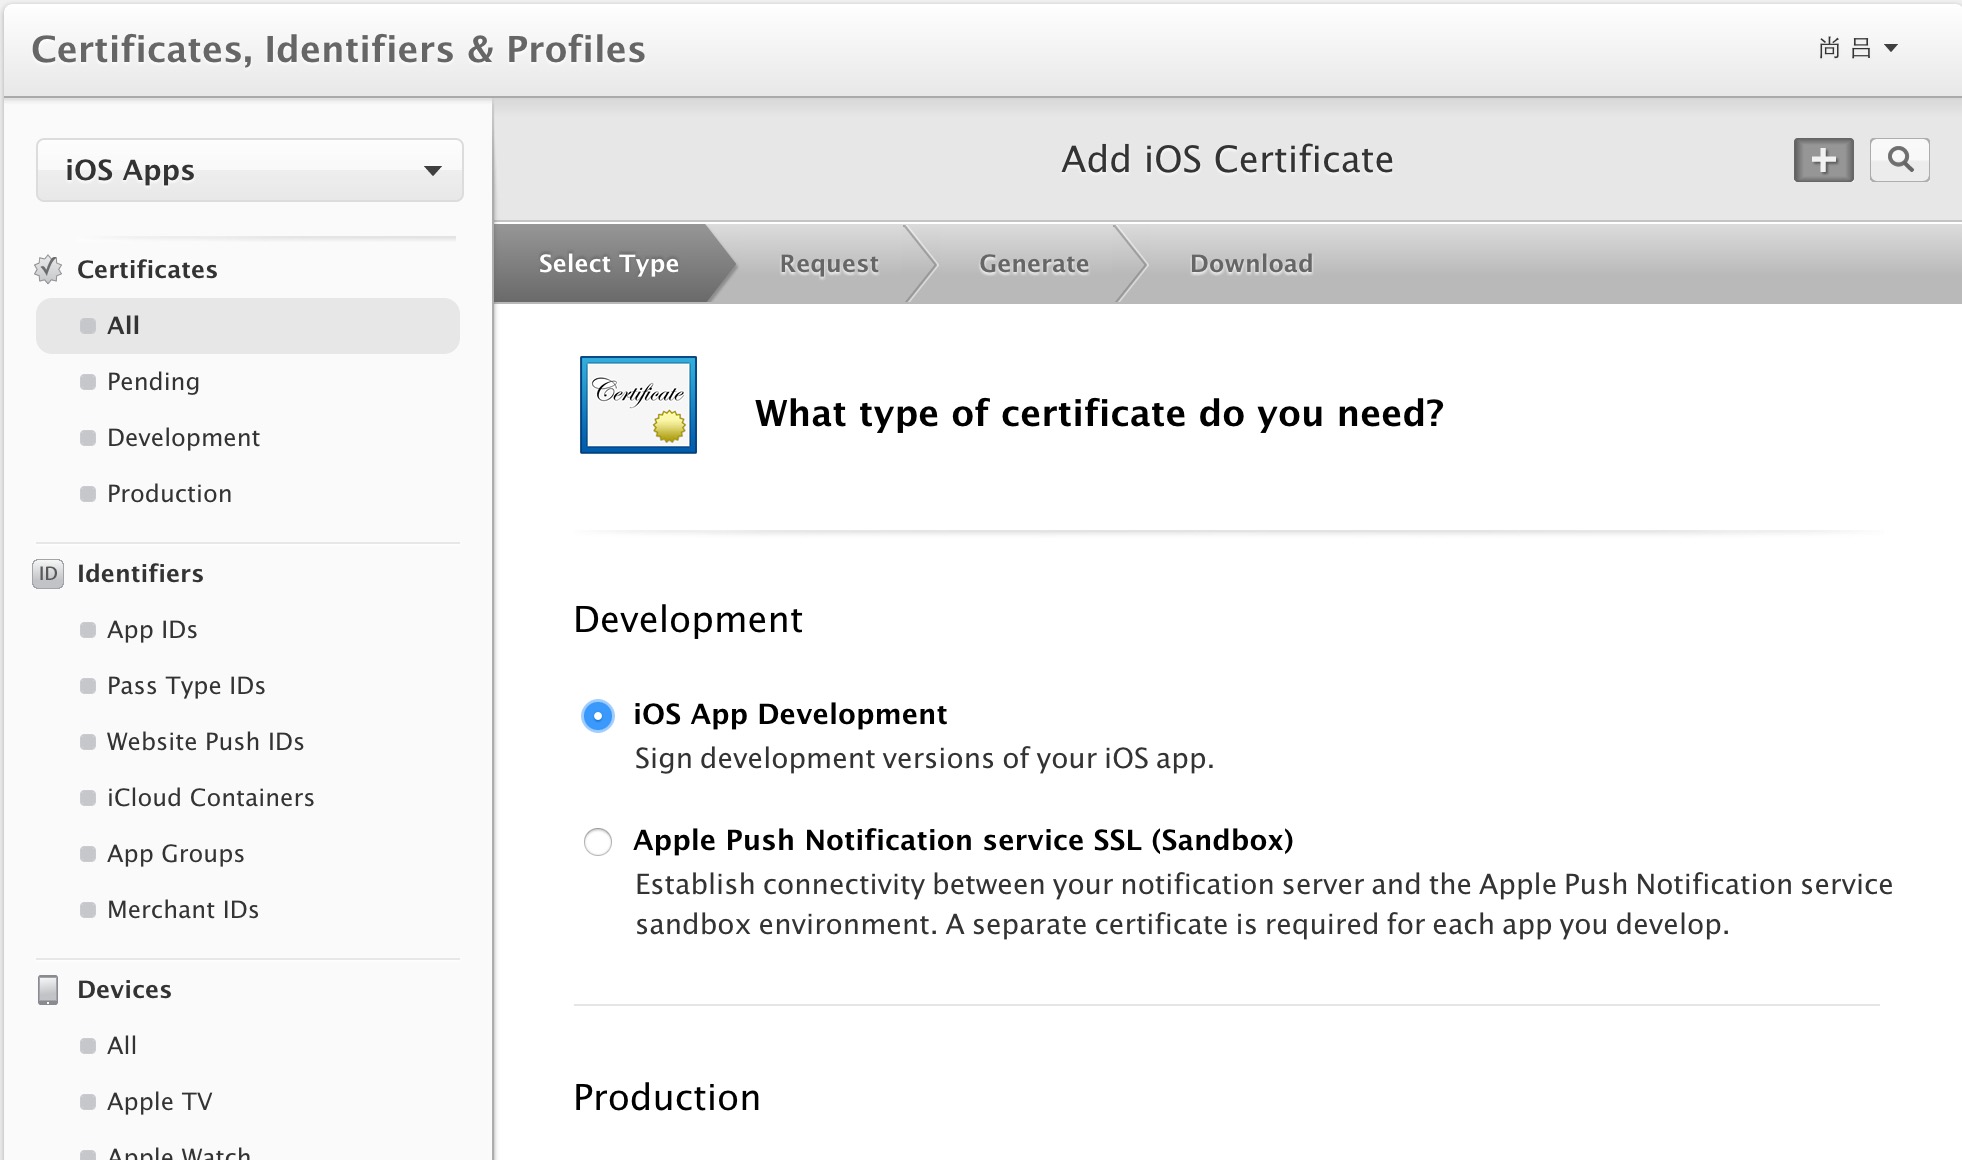 Certificates, Identifiers & Profiles
尚 吕
iOS Apps
Certificates
All
Pending
Development
Production
ID
Identifiers
App IDs
Pass Type IDs
Website Push IDs
iCloud Containers
App Groups
Merchant IDs
Devices
All
Apple TV
Apple Watch
Add iOS Certificate
Select Type
Request
Generate
Download
Certificate
What type of certificate do you need?
Development
iOS App Development
Sign development versions of your iOS app.
Apple Push Notification service SSL (Sandbox)
Establish connectivity between your notification server and the Apple Push Notification service
sandbox environment. A separate certificate is required for each app you develop.
Production